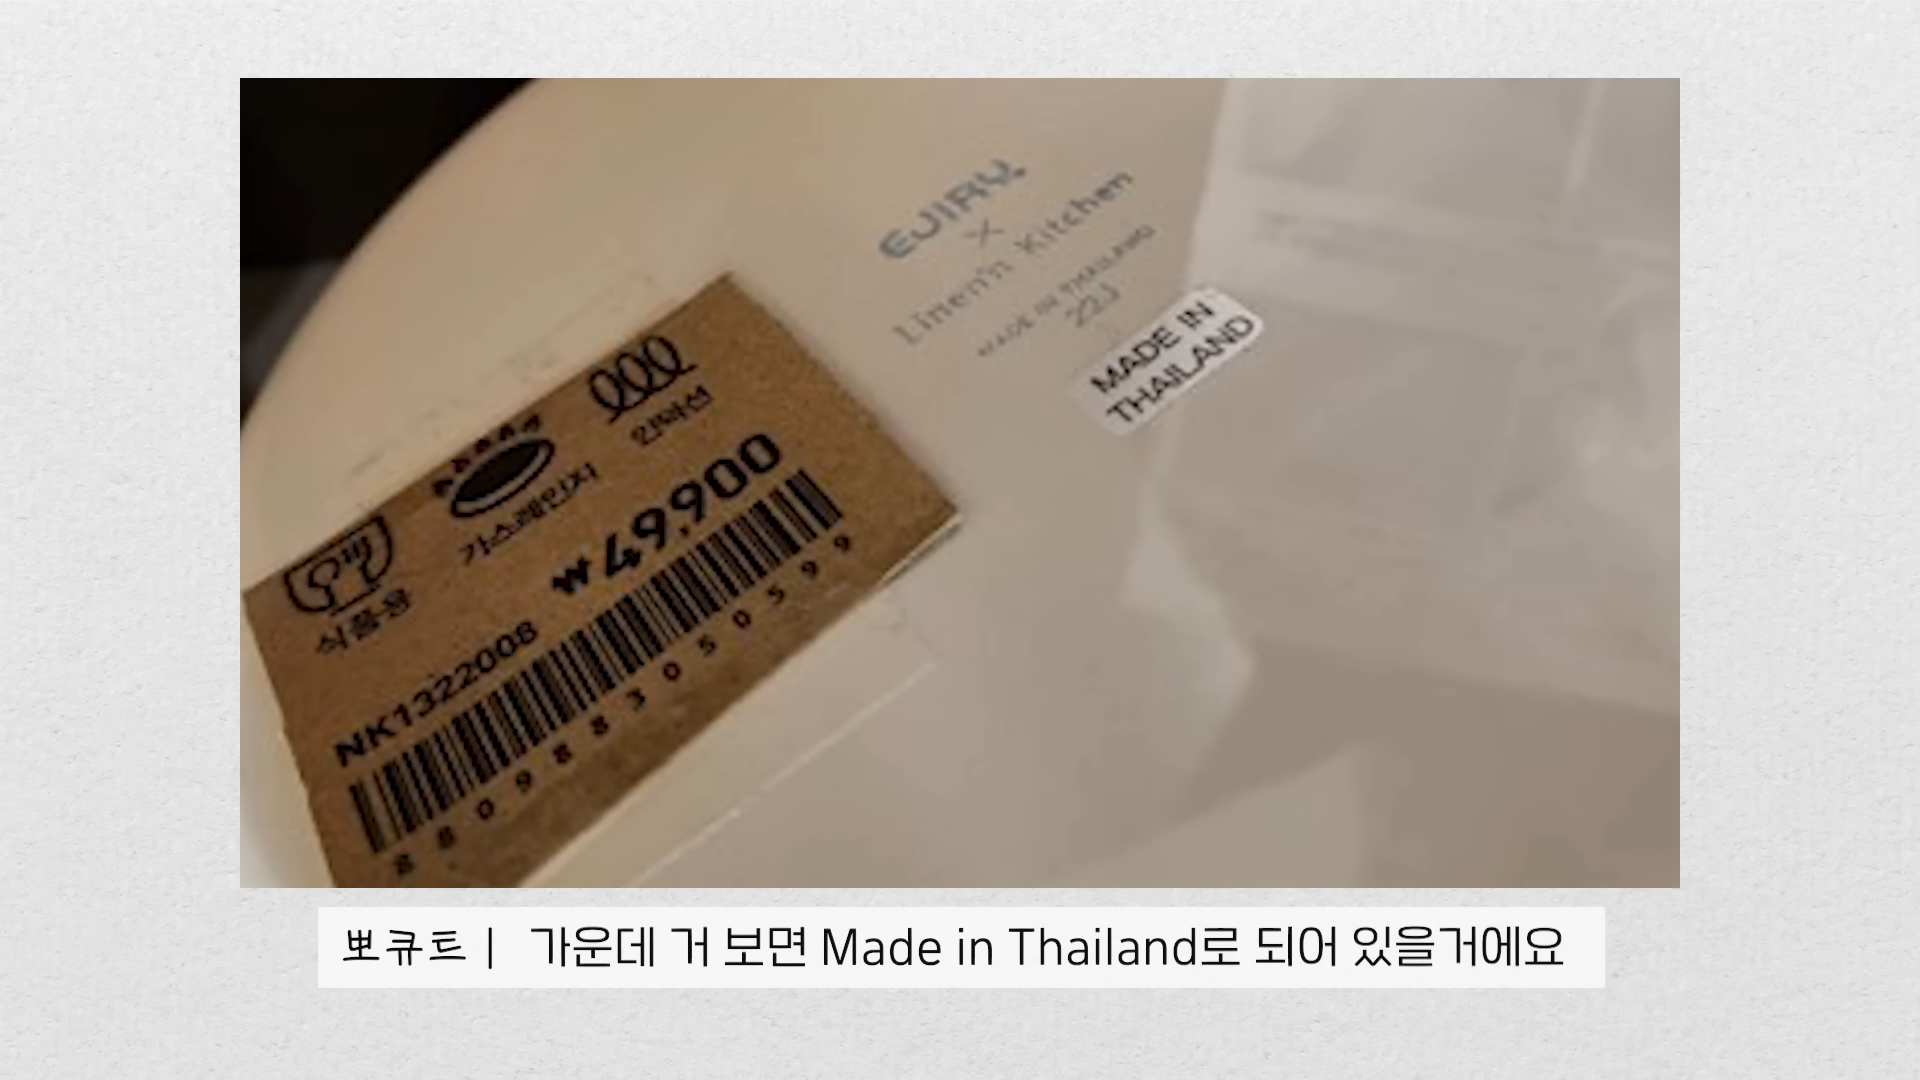 EJIRY
×
Linen'n Kitchen
MADE IN THAILAND
22J
MADE IN
THAILAND
인덕션
가스레인지
식품용
₩49,900
NK1322008
8809883050599
뽀큐트 | 가운데 거 보면 Made in Thailand로 되어 있을거에요